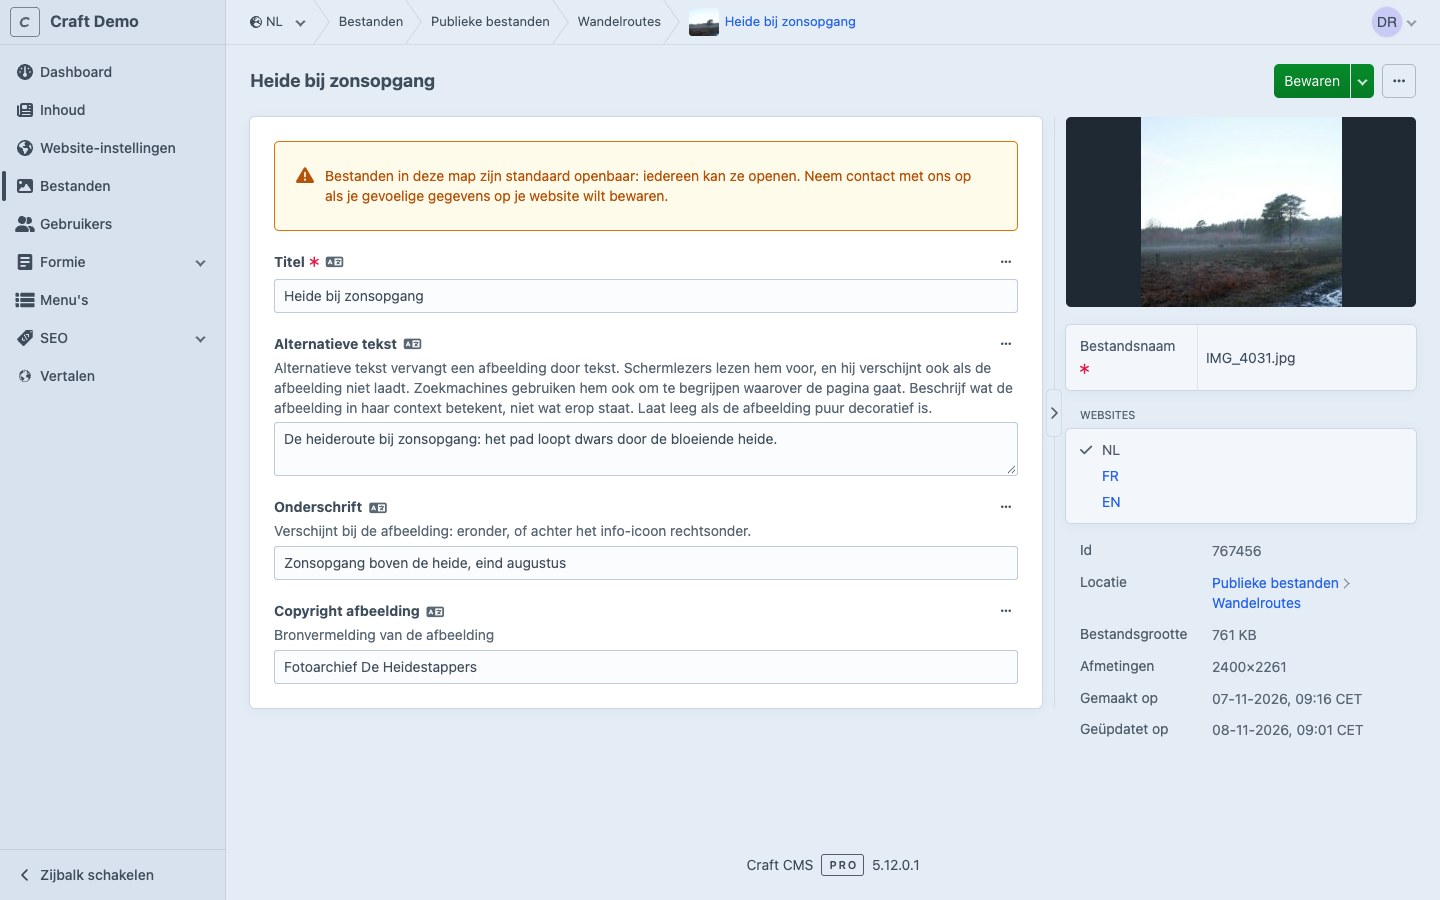 Craft Demo
NL
Bestanden
Publieke bestanden
Wandelroutes
Heide bij zonsopgang
DR
Dashboard
Inhoud
Website-instellingen
Bestanden
Gebruikers
Formie
Menu's
SEO
Vertalen
Zijbalk schakelen
Heide bij zonsopgang
Bewaren
Bestanden in deze map zijn standaard openbaar: iedereen kan ze openen. Neem contact met ons op
als je gevoelige gegevens op je website wilt bewaren.
Titel
Heide bij zonsopgang
Alternatieve tekst
Alternatieve tekst vervangt een afbeelding door tekst. Schermlezers lezen hem voor, en hij verschijnt ook als de
afbeelding niet laadt. Zoekmachines gebruiken hem ook om te begrijpen waarover de pagina gaat. Beschrijf wat de
afbeelding in haar context betekent, niet wat erop staat. Laat leeg als de afbeelding puur decoratief is.
De heideroute bij zonsopgang: het pad loopt dwars door de bloeiende heide.
Onderschrift
Verschijnt bij de afbeelding: eronder, of achter het info-icoon rechtsonder.
Zonsopgang boven de heide, eind augustus
Copyright afbeelding
Bronvermelding van de afbeelding
Fotoarchief De Heidestappers
Bestandsnaam
IMG_4031.jpg
WEBSITES
NL
FR
EN
Id 767456
Locatie Publieke bestanden
Wandelroutes
Bestandsgrootte 761 KB
Afmetingen 2400×2261
Gemaakt op 07-11-2026, 09:16 CET
Geüpdatet op 08-11-2026, 09:01 CET
Craft CMS PRO 5.12.0.1